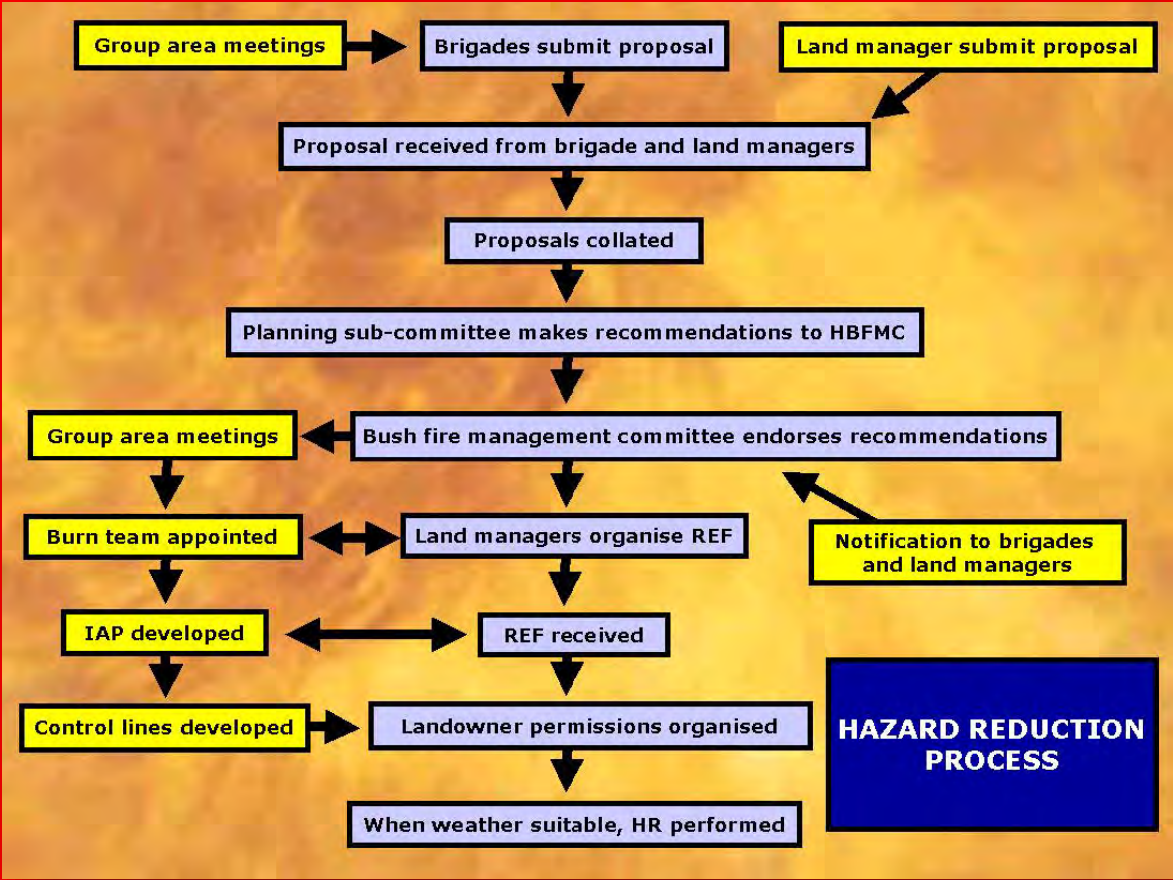 Group area meetings
Brigades submit proposal
Land manager submit proposal
Proposal received from brigade and land managers
Proposals collated
Planning sub-committee makes recommendations to HBFMC
Group area meetings
Bush fire management committee endorses recommendations
Burn team appointed
Land managers organise REF
Notification to brigades
and land managers
IAP developed
REF received
Control lines developed
Landowner permissions organised
HAZARD REDUCTION
PROCESS
When weather suitable, HR performed